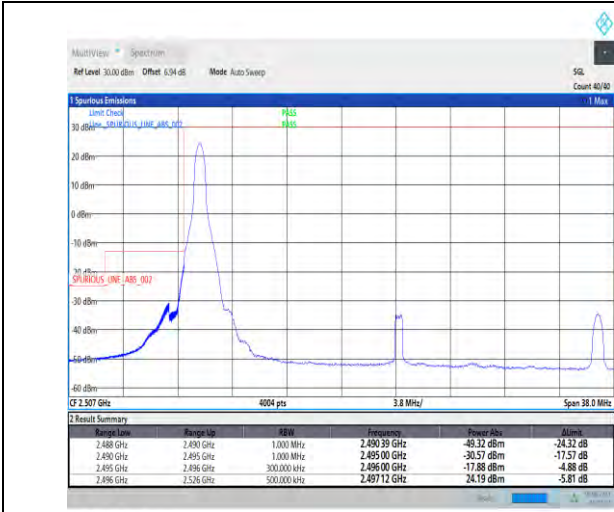 MultiView Spectrum
Ref Level 30.00 dBm Offset 6.94 dB Mode Auto Sweep SGL
Count 40/40
1 Spurious Emissions 1 Max
Limit Check PASS
30 dBm Line _SPURIOUS_LINE_ABS_002 PASS
20 dBm
10 dBm
0 dBm
-10 dBm
-20 dBm
SPURIOUS_LINE_ABS_002
-30 dBm
-40 dBm
-50 dBm
-60 dBm
CF 2.507 GHz 4004 pts 3.8 MHz/ Span 38.0 MHz
2 Result Summary
Range Low Range Up RBW Frequency Power Abs ΔLimit
2.488 GHz 2.490 GHz 1.000 MHz 2.490 39 GHz -49.32 dBm -24.32 dB
2.490 GHz 2.495 GHz 1.000 MHz 2.495 00 GHz -30.57 dBm -17.57 dB
2.495 GHz 2.496 GHz 300.000 kHz 2.496 00 GHz -17.88 dBm -4.88 dB
2.496 GHz 2.526 GHz 500.000 kHz 2.497 12 GHz 24.19 dBm -5.81 dB